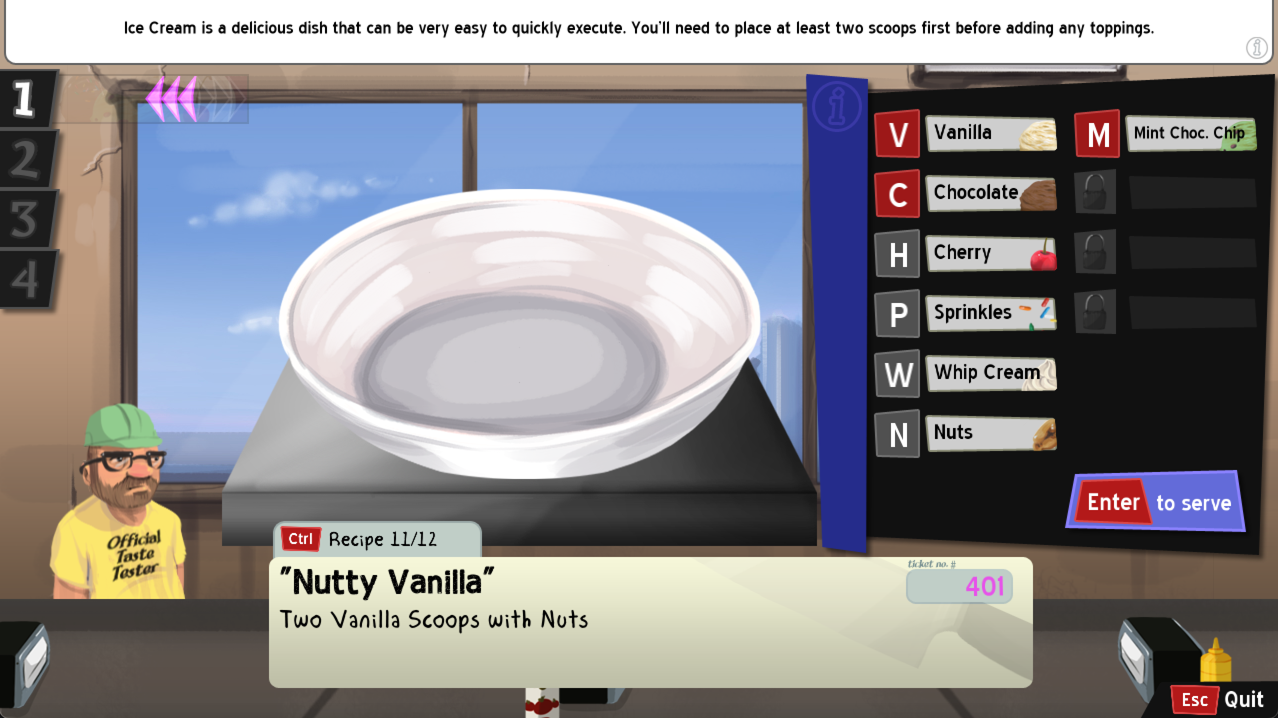 Ice Cream is a delicious dish that can be very easy to quickly execute. You'll need to place at least two scoops first before adding any toppings.
1
2
3
4
V Vanilla
M Mint Choc. Chip
C Chocolate
H Cherry
P Sprinkles
W Whip Cream
N Nuts
Enter to serve
Official
Taste
Tester
Ctrl Recipe 11/12
"Nutty Vanilla"
ticket no. #
401
Two Vanilla Scoops with Nuts
Esc Quit